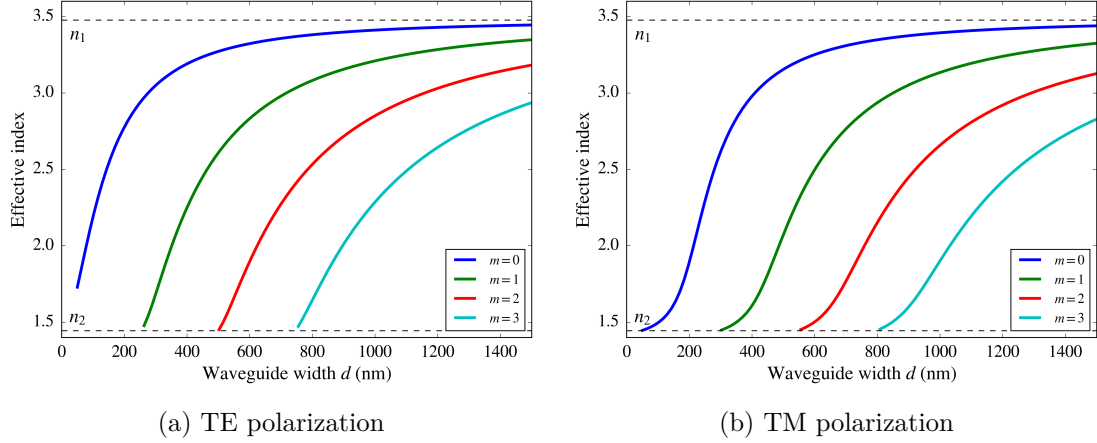 3.5
n1
3.0
2.5
2.0
1.5
n2
Effective index
m=0
m=1
m=2
m=3
0 200 400 600 800 1000 1200 1400
Waveguide width d (nm)
(a) TE polarization
3.5
n1
3.0
2.5
2.0
1.5
n2
Effective index
m=0
m=1
m=2
m=3
0 200 400 600 800 1000 1200 1400
Waveguide width d (nm)
(b) TM polarization